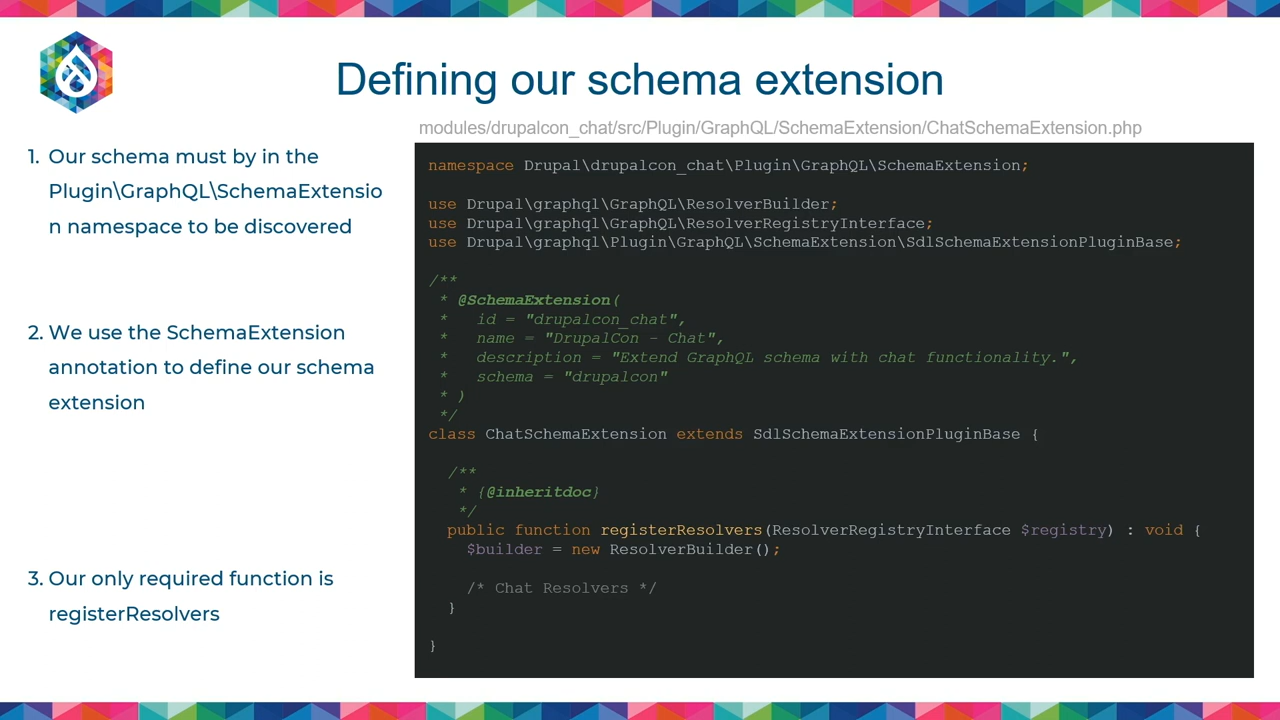 Defining our schema extension
modules/drupalcon_chat/src/Plugin/GraphQL/SchemaExtension/ChatSchemaExtension.php
1. Our schema must by in the
Plugin\GraphQL\SchemaExtensio
n namespace to be discovered
2. We use the SchemaExtension
annotation to define our schema
extension
3. Our only required function is
registerResolvers
namespace Drupal\drupalcon_chat\Plugin\GraphQL\SchemaExtension;
use Drupal\graphql\GraphQL\ResolverBuilder;
use Drupal\graphql\GraphQL\ResolverRegistryInterface;
use Drupal\graphql\Plugin\GraphQL\SchemaExtension\SdlSchemaExtensionPluginBase;
/**
 * @SchemaExtension(
 *   id = "drupalcon_chat",
 *   name = "DrupalCon - Chat",
 *   description = "Extend GraphQL schema with chat functionality.",
 *   schema = "drupalcon"
 * )
 */
class ChatSchemaExtension extends SdlSchemaExtensionPluginBase {
  /**
   * {@inheritdoc}
   */
  public function registerResolvers(ResolverRegistryInterface $registry) : void {
    $builder = new ResolverBuilder();
    /* Chat Resolvers */
  }
}